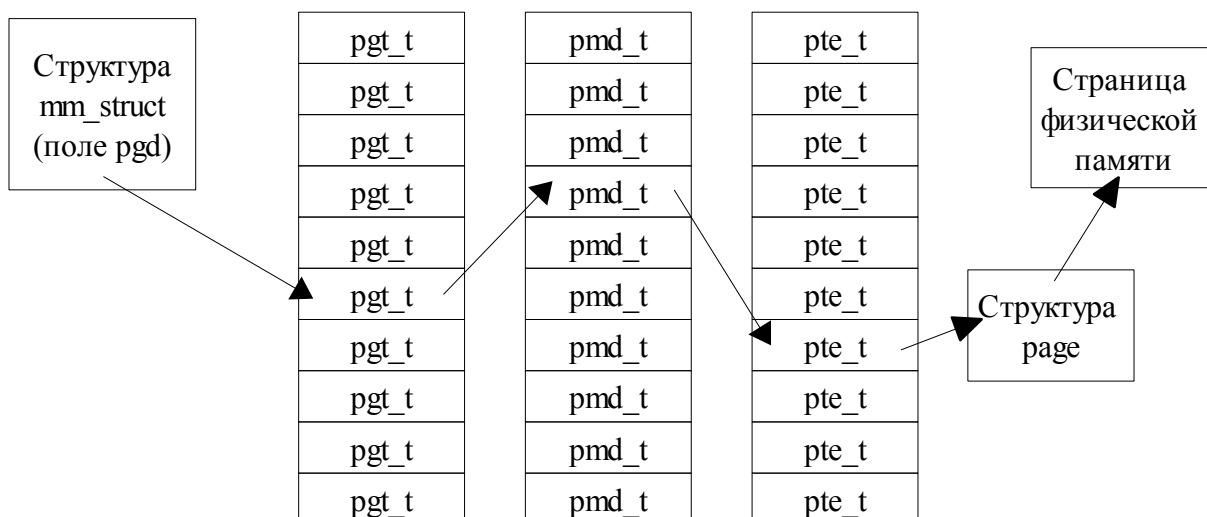 Структура
mm_struct
(поле pgd)
pgt_t
pgt_t
pgt_t
pgt_t
pgt_t
pgt_t
pgt_t
pgt_t
pgt_t
pgt_t
pmd_t
pmd_t
pmd_t
pmd_t
pmd_t
pmd_t
pmd_t
pmd_t
pmd_t
pmd_t
pte_t
pte_t
pte_t
pte_t
pte_t
pte_t
pte_t
pte_t
pte_t
pte_t
Структура
page
Страница
физической
памяти